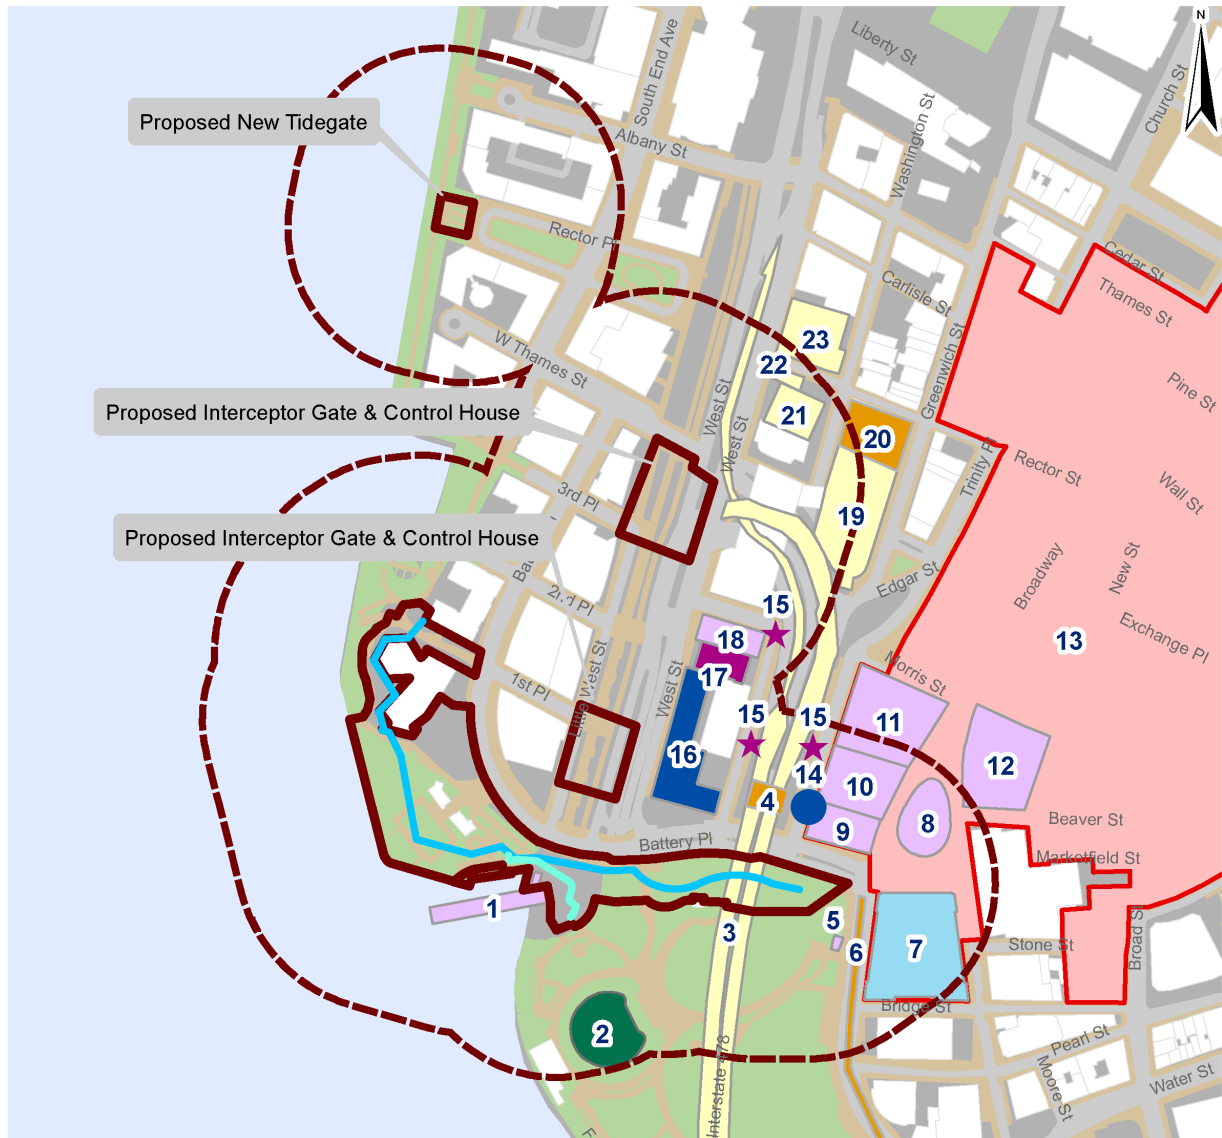 N
Liberty St
South End Ave
Church St
Washington St
Proposed New Tidegate
Albany St
Rector Pl
Cedar St
Thames St
Carlisle St
W Thames St
Greenwich St
23
22
Pine St
West St
West St
21
20
Proposed Interceptor Gate & Control House
Trinity Pl
Rector St
Wall St
3rd Pl
19
Proposed Interceptor Gate & Control House
Broadway
New St
Edgar St
2nd Pl
15
18
13
Exchange Pl
17
Morris St
1st Pl
Little West St
West St
15
15
11
16
14
12
10
4
9
8
Beaver St
Battery Pl
Marketfield St
1
5
3
6
7
Stone St
Broad St
Bridge St
2
Pearl St
Moore St
Water St
Interstate 478